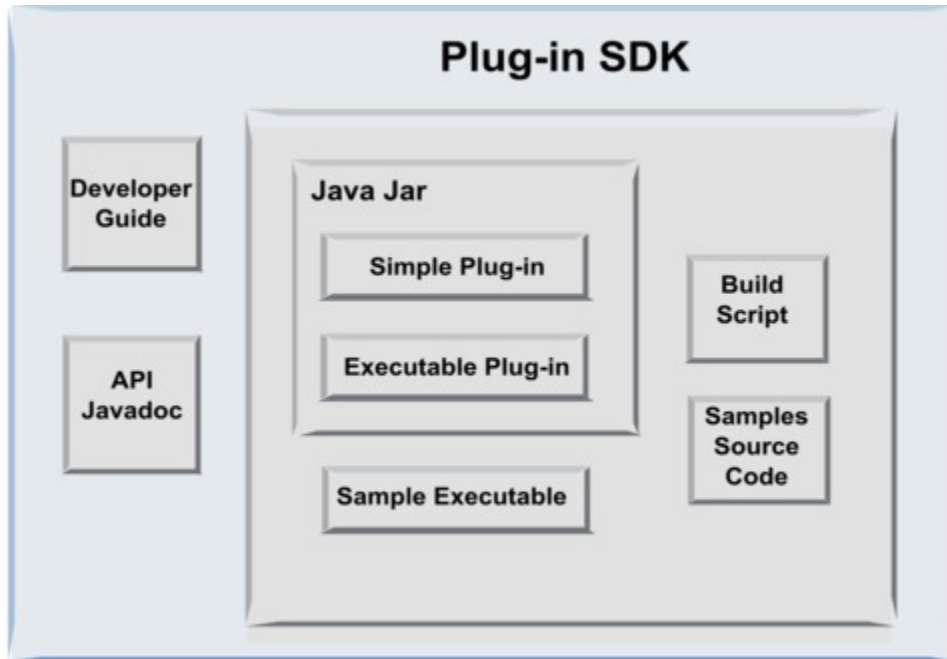 Plug-in SDK
Developer
Guide
API
Javadoc
Java Jar
Simple Plug-in
Executable Plug-in
Sample Executable
Build
Script
Samples
Source
Code